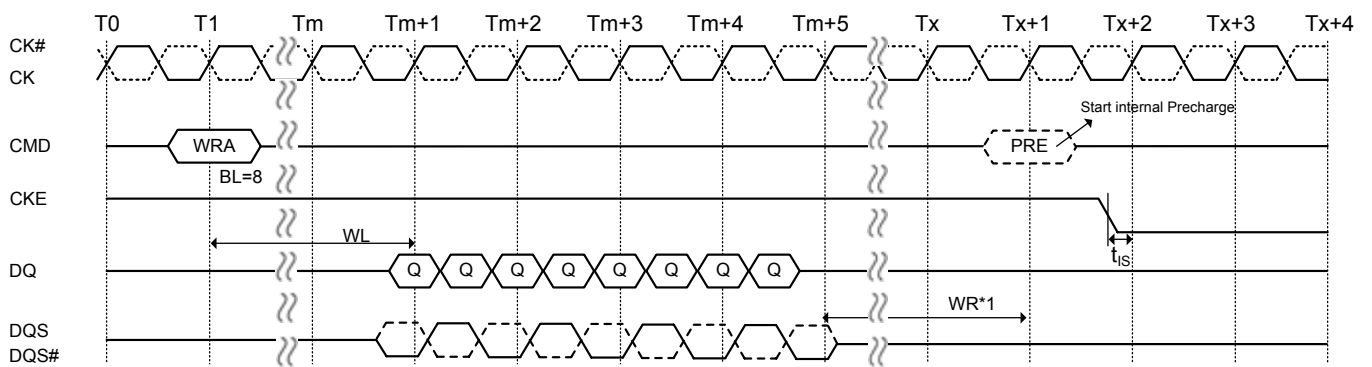 T0 T1 Tm Tm+1 Tm+2 Tm+3 Tm+4 Tm+5 Tx Tx+1 Tx+2 Tx+3 Tx+4
CK#
CK
Start internal Precharge
CMD WRA PRE
BL=8
CKE
WL
tIS
DQ Q Q Q Q Q Q Q Q
WR*1
DQS
DQS#